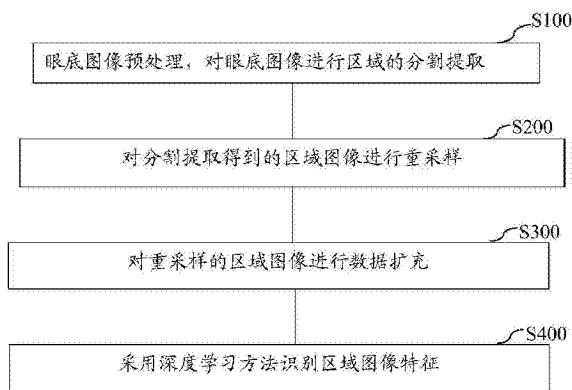 S100
眼底图像预处理，对眼底图像进行区域的分割提取
S200
对分割提取得到的区域图像进行重采样
S300
对重采样的区域图像进行数据扩充
S400
采用深度学习方法识别区域图像特征